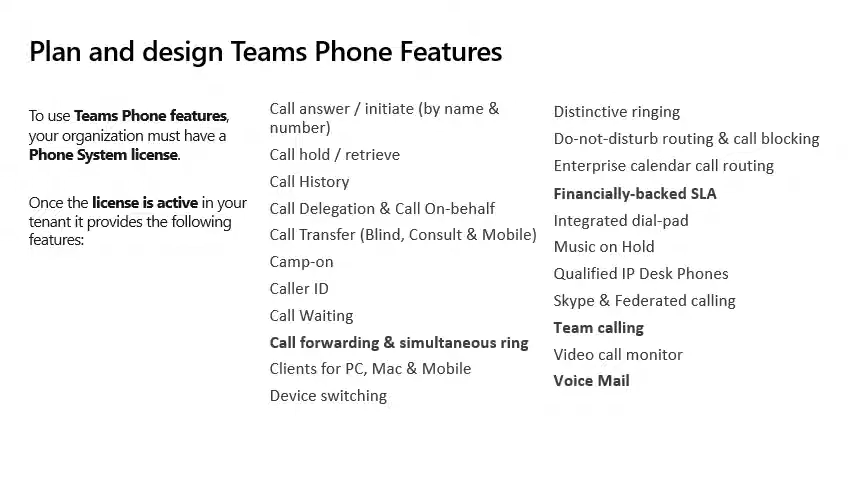 Plan and design Teams Phone Features
To use Teams Phone features,
your organization must have a
Phone System license.
Once the license is active in your
tenant it provides the following
features:
Call answer / initiate (by name &
number)
Call hold / retrieve
Call History
Call Delegation & Call On-behalf
Call Transfer (Blind, Consult & Mobile)
Camp-on
Caller ID
Call Waiting
Call forwarding & simultaneous ring
Clients for PC, Mac & Mobile
Device switching
Distinctive ringing
Do-not-disturb routing & call blocking
Enterprise calendar call routing
Financially-backed SLA
Integrated dial-pad
Music on Hold
Qualified IP Desk Phones
Skype & Federated calling
Team calling
Video call monitor
Voice Mail